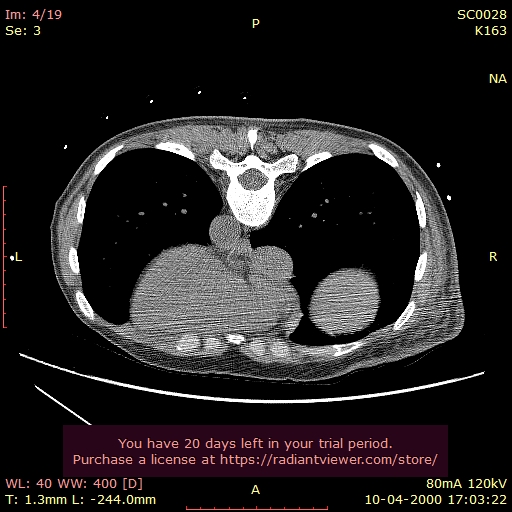 Im: 4/19
Se: 3
P
SC0028
K163
NA
L
R
You have 20 days left in your trial period.
Purchase a license at https://radiantviewer.com/store/
WL: 40 WW: 400 [D]
T: 1.3mm L: -244.0mm
A
80mA 120kV
10-04-2000 17:03:22